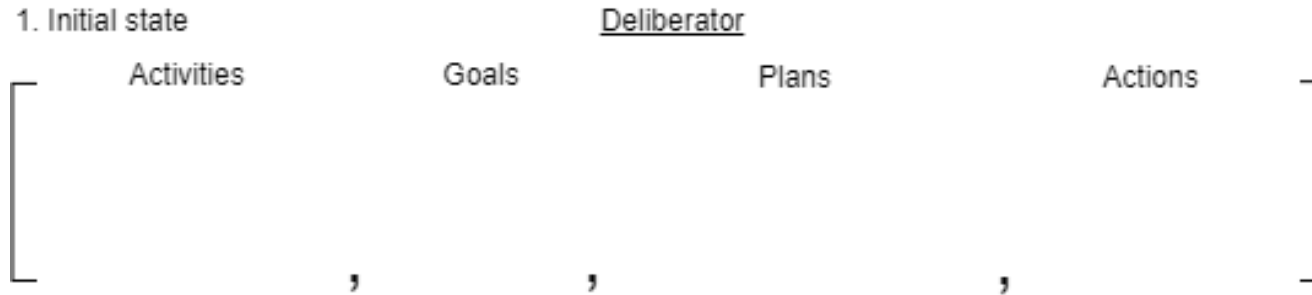 1. Initial state Deliberator
Activities Goals Plans Actions
, , ,